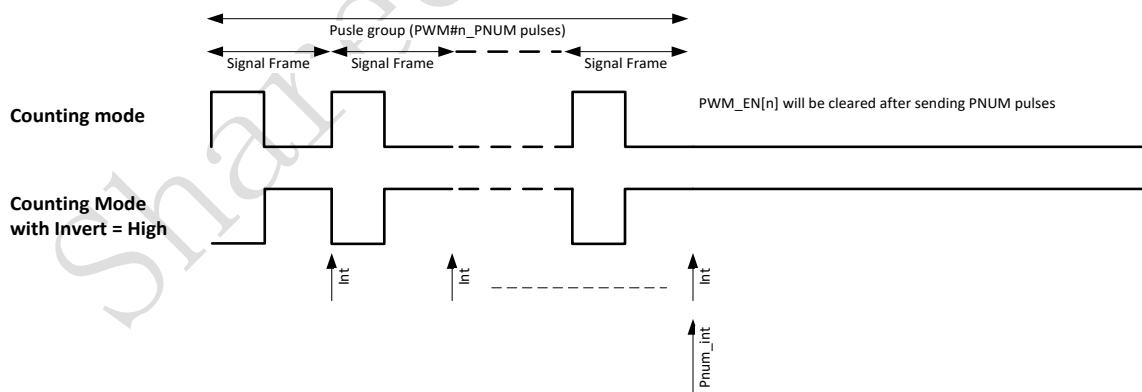 Pusle group (PWM#n_PNUM pulses)
Signal Frame
Signal Frame
Signal Frame
Counting mode
PWM_EN[n] will be cleared after sending PNUM pulses
Counting Mode
with Invert = High
Int
Int
Int
Pnum_int